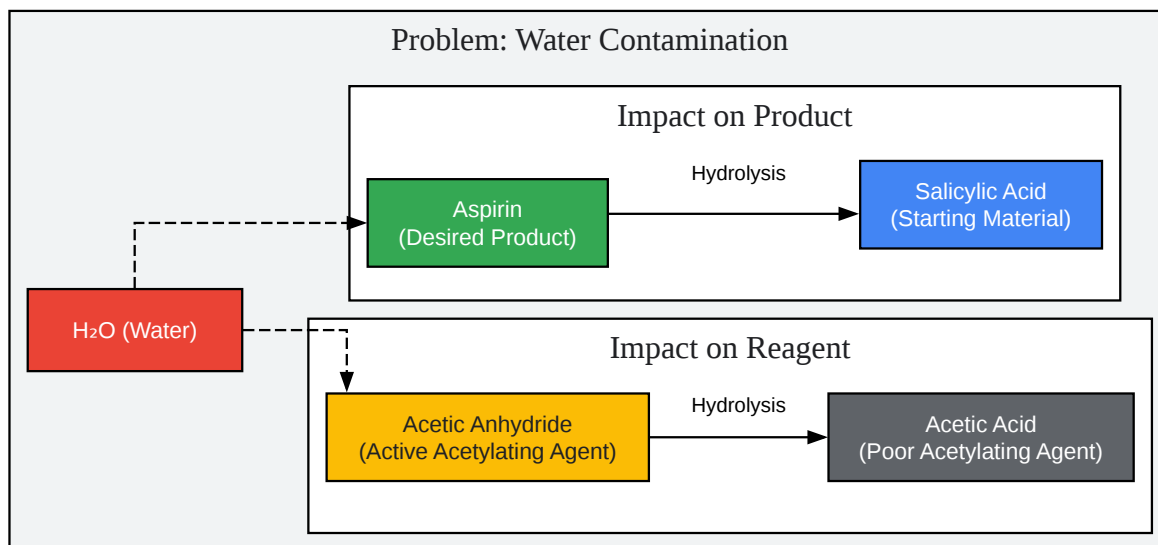 Problem: Water Contamination
Impact on Product
Hydrolysis
Aspirin
(Desired Product)
Salicylic Acid
(Starting Material)
H₂O (Water)
Impact on Reagent
Hydrolysis
Acetic Anhydride
(Active Acetylating Agent)
Acetic Acid
(Poor Acetylating Agent)